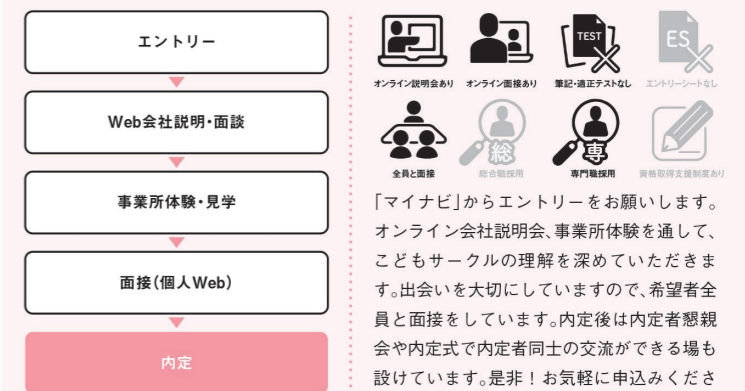 エントリー
Web会社説明・面談
事業所体験・見学
面接(個人Web)
内定
TEST
ES
オンライン説明会あり
オンライン面接あり
筆記・適正テストなし
エントリーシートなし
総
専
全員と面接
総合職採用
専門職採用
資格取得支援制度あり
「マイナビ」からエントリーをお願いします。
オンライン会社説明会、事業所体験を通して、
こどもサークルの理解を深めていただきま
す。出会いを大切にしていますので、希望者全
員と面接をしています。内定後は内定者懇親
会や内定式で内定者同士の交流ができる場も
設けています。是非！お気軽に申込みくださ